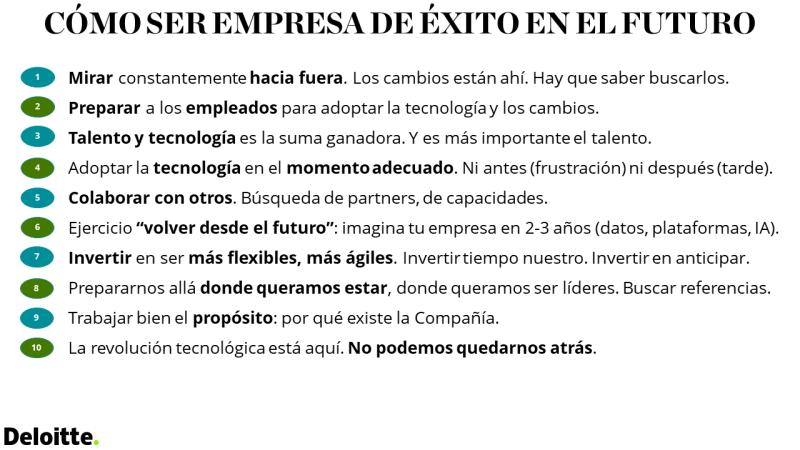 CÓMO SER EMPRESA DE ÉXITO EN EL FUTURO
1 Mirar constantemente hacia fuera. Los cambios están ahí. Hay que saber buscarlos.
2 Preparar a los empleados para adoptar la tecnología y los cambios.
3 Talento y tecnología es la suma ganadora. Y es más importante el talento.
4 Adoptar la tecnología en el momento adecuado. Ni antes (frustración) ni después (tarde).
5 Colaborar con otros. Búsqueda de partners, de capacidades.
6 Ejercicio “volver desde el futuro”: imagina tu empresa en 2-3 años (datos, plataformas, IA).
7 Invertir en ser más flexibles, más ágiles. Invertir tiempo nuestro. Invertir en anticipar.
8 Prepararnos allá donde queramos estar, donde queramos ser líderes. Buscar referencias.
9 Trabajar bien el propósito: por qué existe la Compañía.
10 La revolución tecnológica está aquí. No podemos quedarnos atrás.
Deloitte.